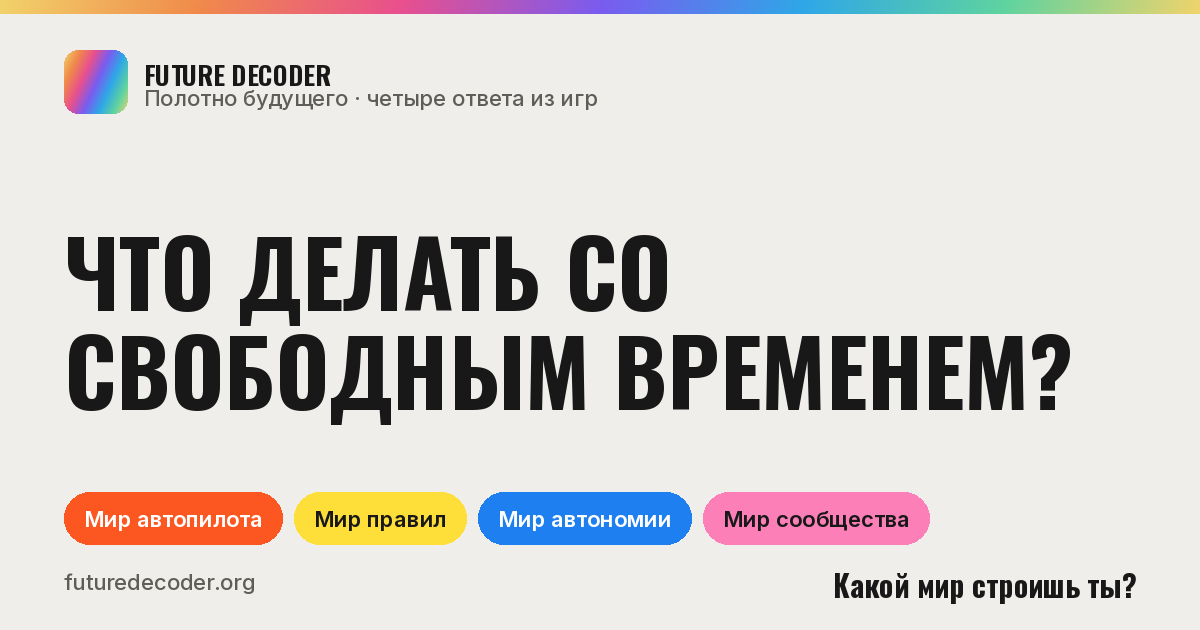 FUTURE DECODER
Полотно будущего · четыре ответа из игр
ЧТО ДЕЛАТЬ СО
СВОБОДНЫМ ВРЕМЕНЕМ?
Мир автопилота
Мир правил
Мир автономии
Мир сообщества
futuredecoder.org
Какой мир строишь ты?